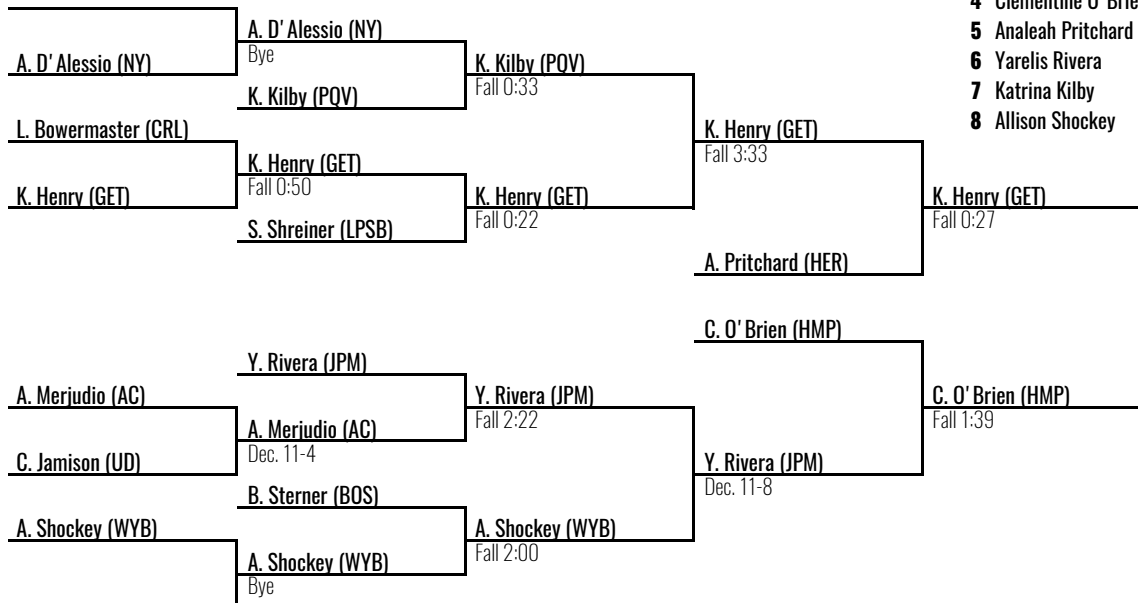 4 Clementine O'Brie
A. D'Alessio (NY)
Bye
5 Analeah Pritchard
A. D'Alessio (NY)
K. Kilby (PQV)
Fall 0:33
6 Yarelis Rivera
K. Kilby (PQV)
7 Katrina Kilby
L. Bowermaster (CRL)
K. Henry (GET)
Fall 3:33
8 Allison Shockey
K. Henry (GET)
Fall 0:50
K. Henry (GET)
K. Henry (GET)
Fall 0:22
K. Henry (GET)
Fall 0:27
S. Shreiner (LPSB)
A. Pritchard (HER)
C. O'Brien (HMP)
Y. Rivera (JPM)
A. Merjudio (AC)
Y. Rivera (JPM)
Fall 2:22
C. O'Brien (HMP)
Fall 1:39
A. Merjudio (AC)
Dec. 11-4
C. Jamison (UD)
Y. Rivera (JPM)
Dec. 11-8
B. Sterner (BOS)
A. Shockey (WYB)
A. Shockey (WYB)
Fall 2:00
A. Shockey (WYB)
Bye